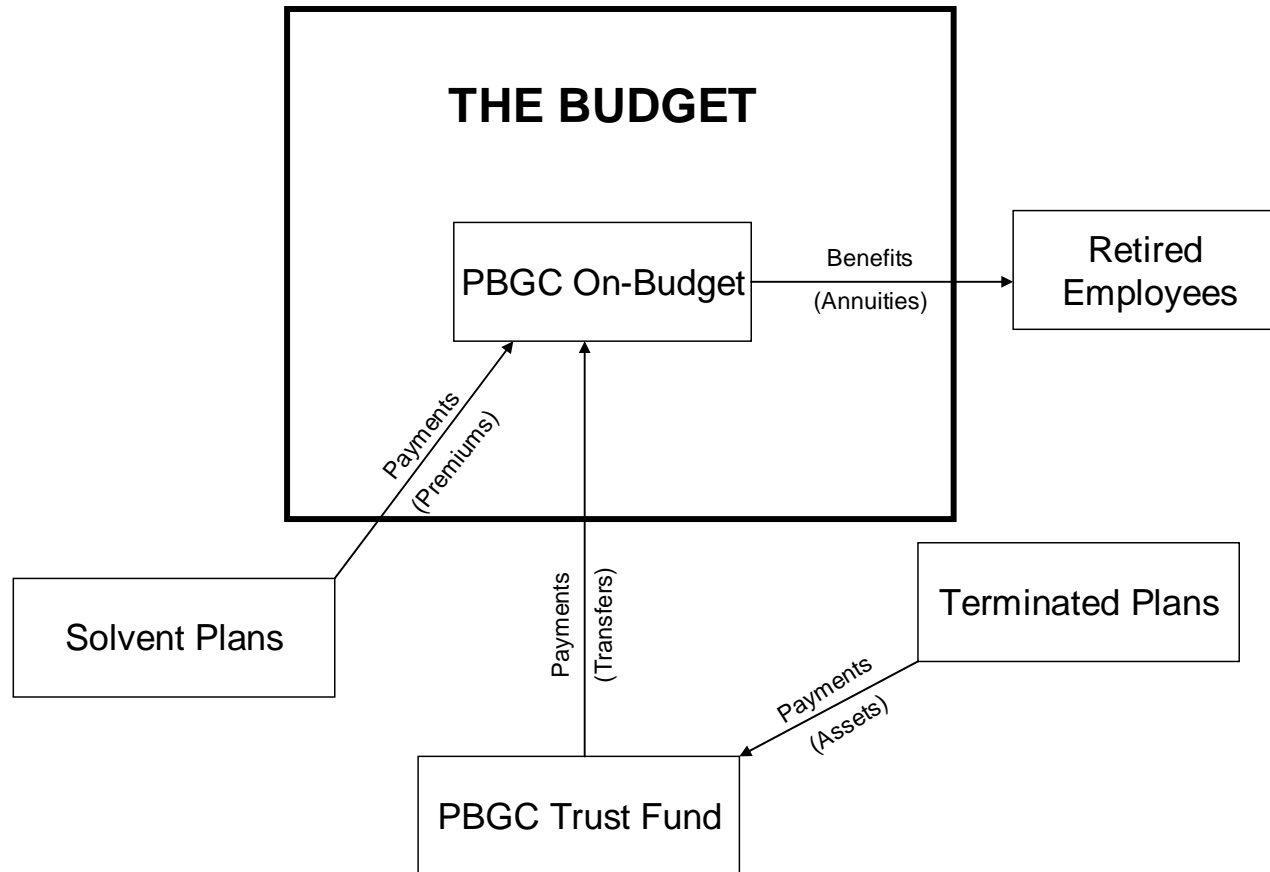 THE BUDGET
PBGC On-Budget
Benefits
(Annuities)
Retired
Employees
Payments
(Premiums)
Payments
(Transfers)
Solvent Plans
Terminated Plans
Payments
(Assets)
PBGC Trust Fund